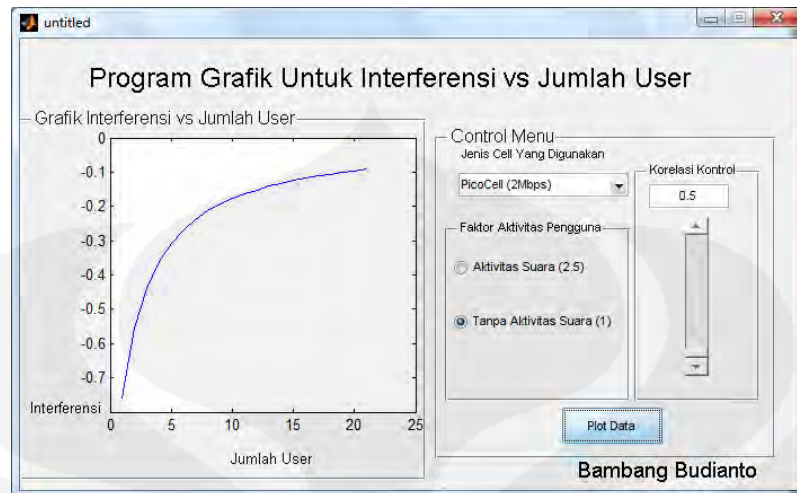 untitled
Program Grafik Untuk Interferensi vs Jumlah User
Grafik Interferensi vs Jumlah User
0
-0.1
-0.2
-0.3
-0.4
-0.5
-0.6
-0.7
Interferensi
0 5 10 15 20 25
Jumlah User
Control Menu
Jenis Cell Yang Digunakan
PicoCell (2Mbps)
Faktor Aktivitas Pengguna
Aktivitas Suara (2.5)
Tanpa Aktivitas Suara (1)
Korelasi Kontrol
0.5
Plot Data
Bambang Budianto